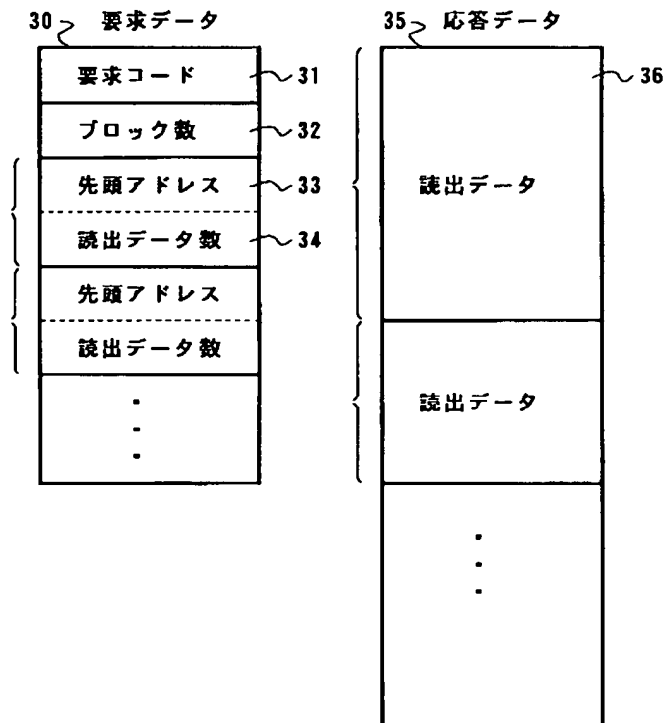 30 要求データ
要求コード 31
ブロック数 32
先頭アドレス 33
読出データ数 34
先頭アドレス
読出データ数
35 応答データ
36
読出データ
読出データ